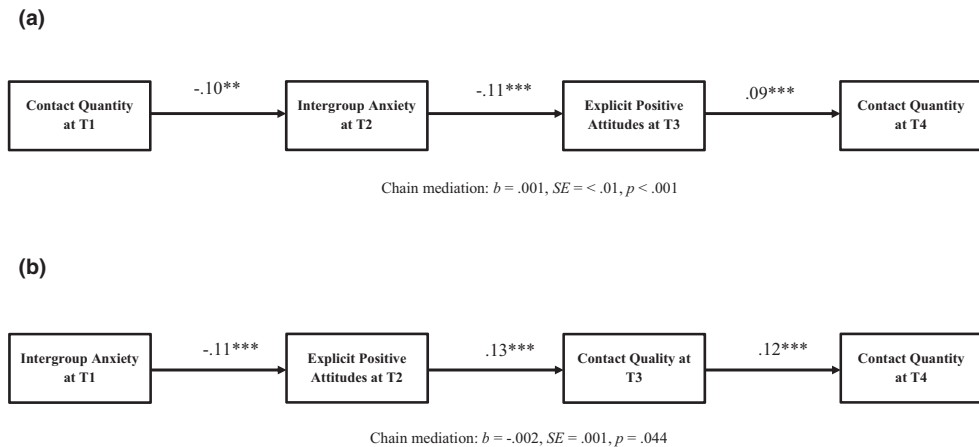 (a)
-.10**
-.11***
.09***
Contact Quantity
at T1
Intergroup Anxiety
at T2
Explicit Positive
Attitudes at T3
Contact Quantity
at T4
Chain mediation: b = .001, SE = < .01, p < .001
(b)
-.11***
.13***
.12***
Intergroup Anxiety
at T1
Explicit Positive
Attitudes at T2
Contact Quality at
T3
Contact Quantity
at T4
Chain mediation: b = -.002, SE = .001, p = .044